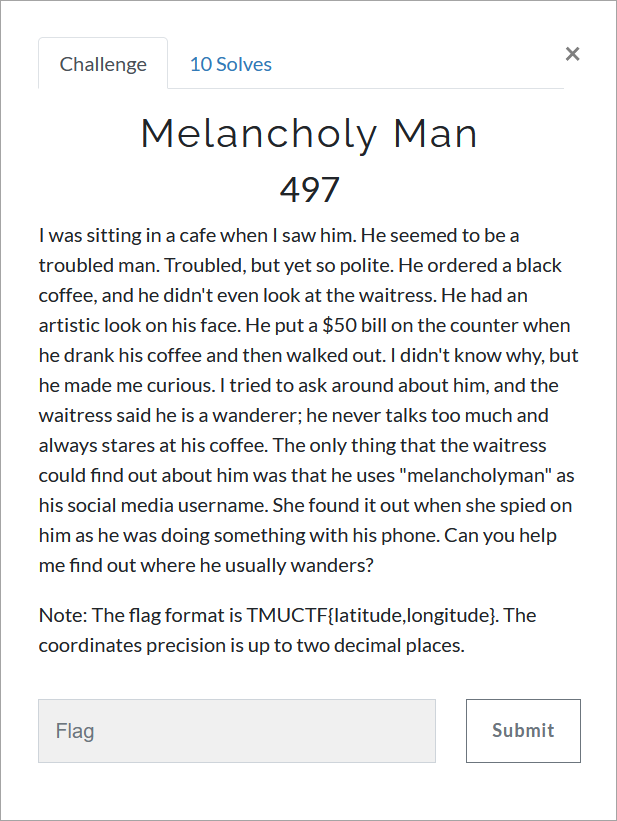 Challenge
10 Solves
×
Melancholy Man
497
I was sitting in a cafe when I saw him. He seemed to be a
troubled man. Troubled, but yet so polite. He ordered a black
coffee, and he didn't even look at the waitress. He had an
artistic look on his face. He put a $50 bill on the counter when
he drank his coffee and then walked out. I didn't know why, but
he made me curious. I tried to ask around about him, and the
waitress said he is a wanderer; he never talks too much and
always stares at his coffee. The only thing that the waitress
could find out about him was that he uses "melancholyman" as
his social media username. She found it out when she spied on
him as he was doing something with his phone. Can you help
me find out where he usually wanders?
Note: The flag format is TMUCTF{latitude,longitude}. The
coordinates precision is up to two decimal places.
Flag
Submit